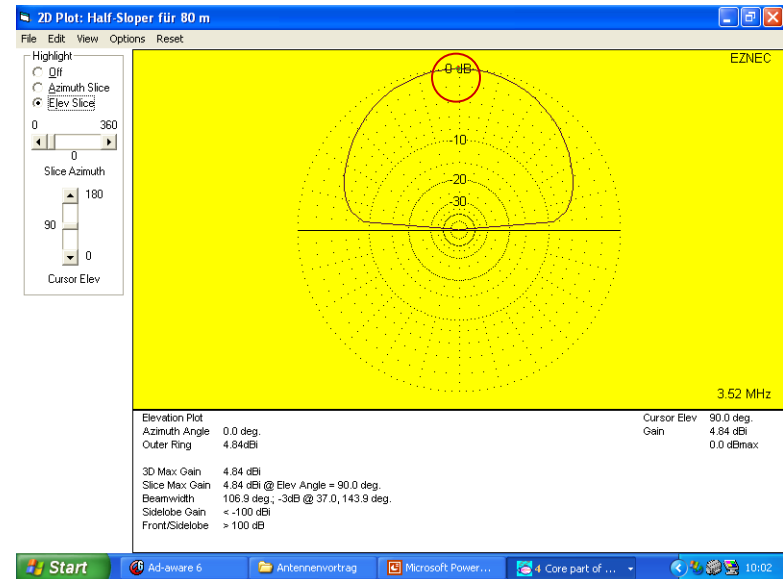 2D Plot: Half-Sloper für 80 m
File Edit View Options Reset
Highlight
Off
Azimuth Slice
Elev Slice
0 360
0
Slice Azimuth
180
90
0
Cursor Elev
EZNEC
0 dB
-10
-20
-30
3.52 MHz
Elevation Plot
Azimuth Angle 0.0 deg.
Outer Ring 4.84dBi
3D Max Gain 4.84 dBi
Slice Max Gain 4.84 dBi @ Elev Angle = 90.0 deg.
Beamwidth 106.9 deg.; -3dB @ 37.0, 143.9 deg.
Sidelobe Gain < -100 dBi
Front/Sidelobe > 100 dB
Cursor Elev 90.0 deg.
Gain 4.84 dBi
0.0 dBmax
Start Ad-aware 6 Antennenvortrag Microsoft Power... 4 Core part of ... 10:02